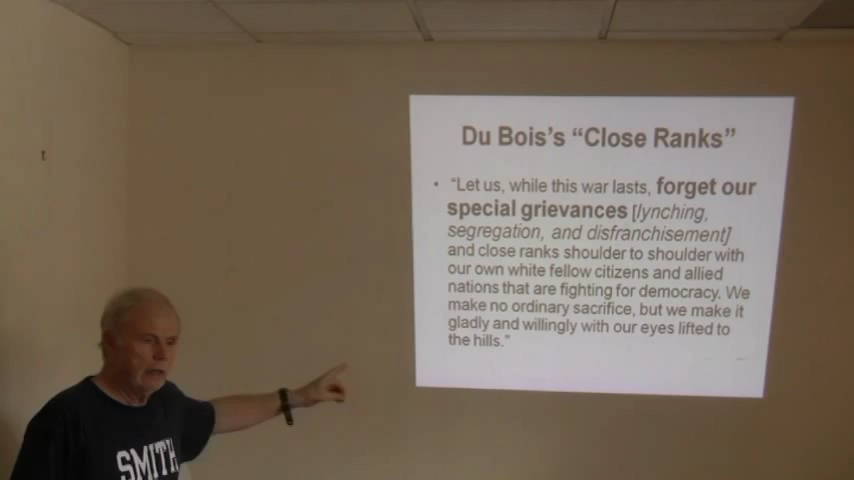 Du Bois's "Close Ranks"
• "Let us, while this war lasts, forget our
special grievances [lynching,
segregation, and disfranchisement]
and close ranks shoulder to shoulder with
our own white fellow citizens and allied
nations that are fighting for democracy. We
make no ordinary sacrifice, but we make it
gladly and willingly with our eyes lifted to
the hills."
SMITH